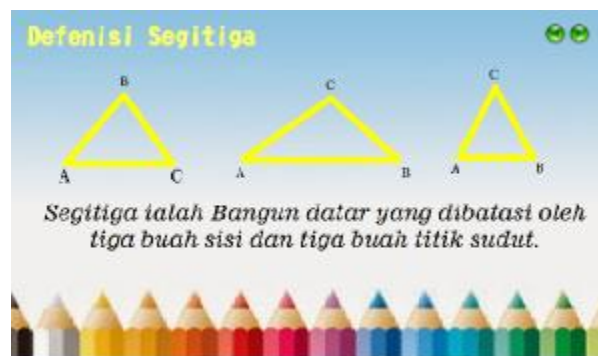 Defenisi Segitiga
B
A
C
C
A
B
C
A
B
Segitiga ialah Bangun datar yang dibatasi oleh
tiga buah sisi dan tiga buah titik sudut.